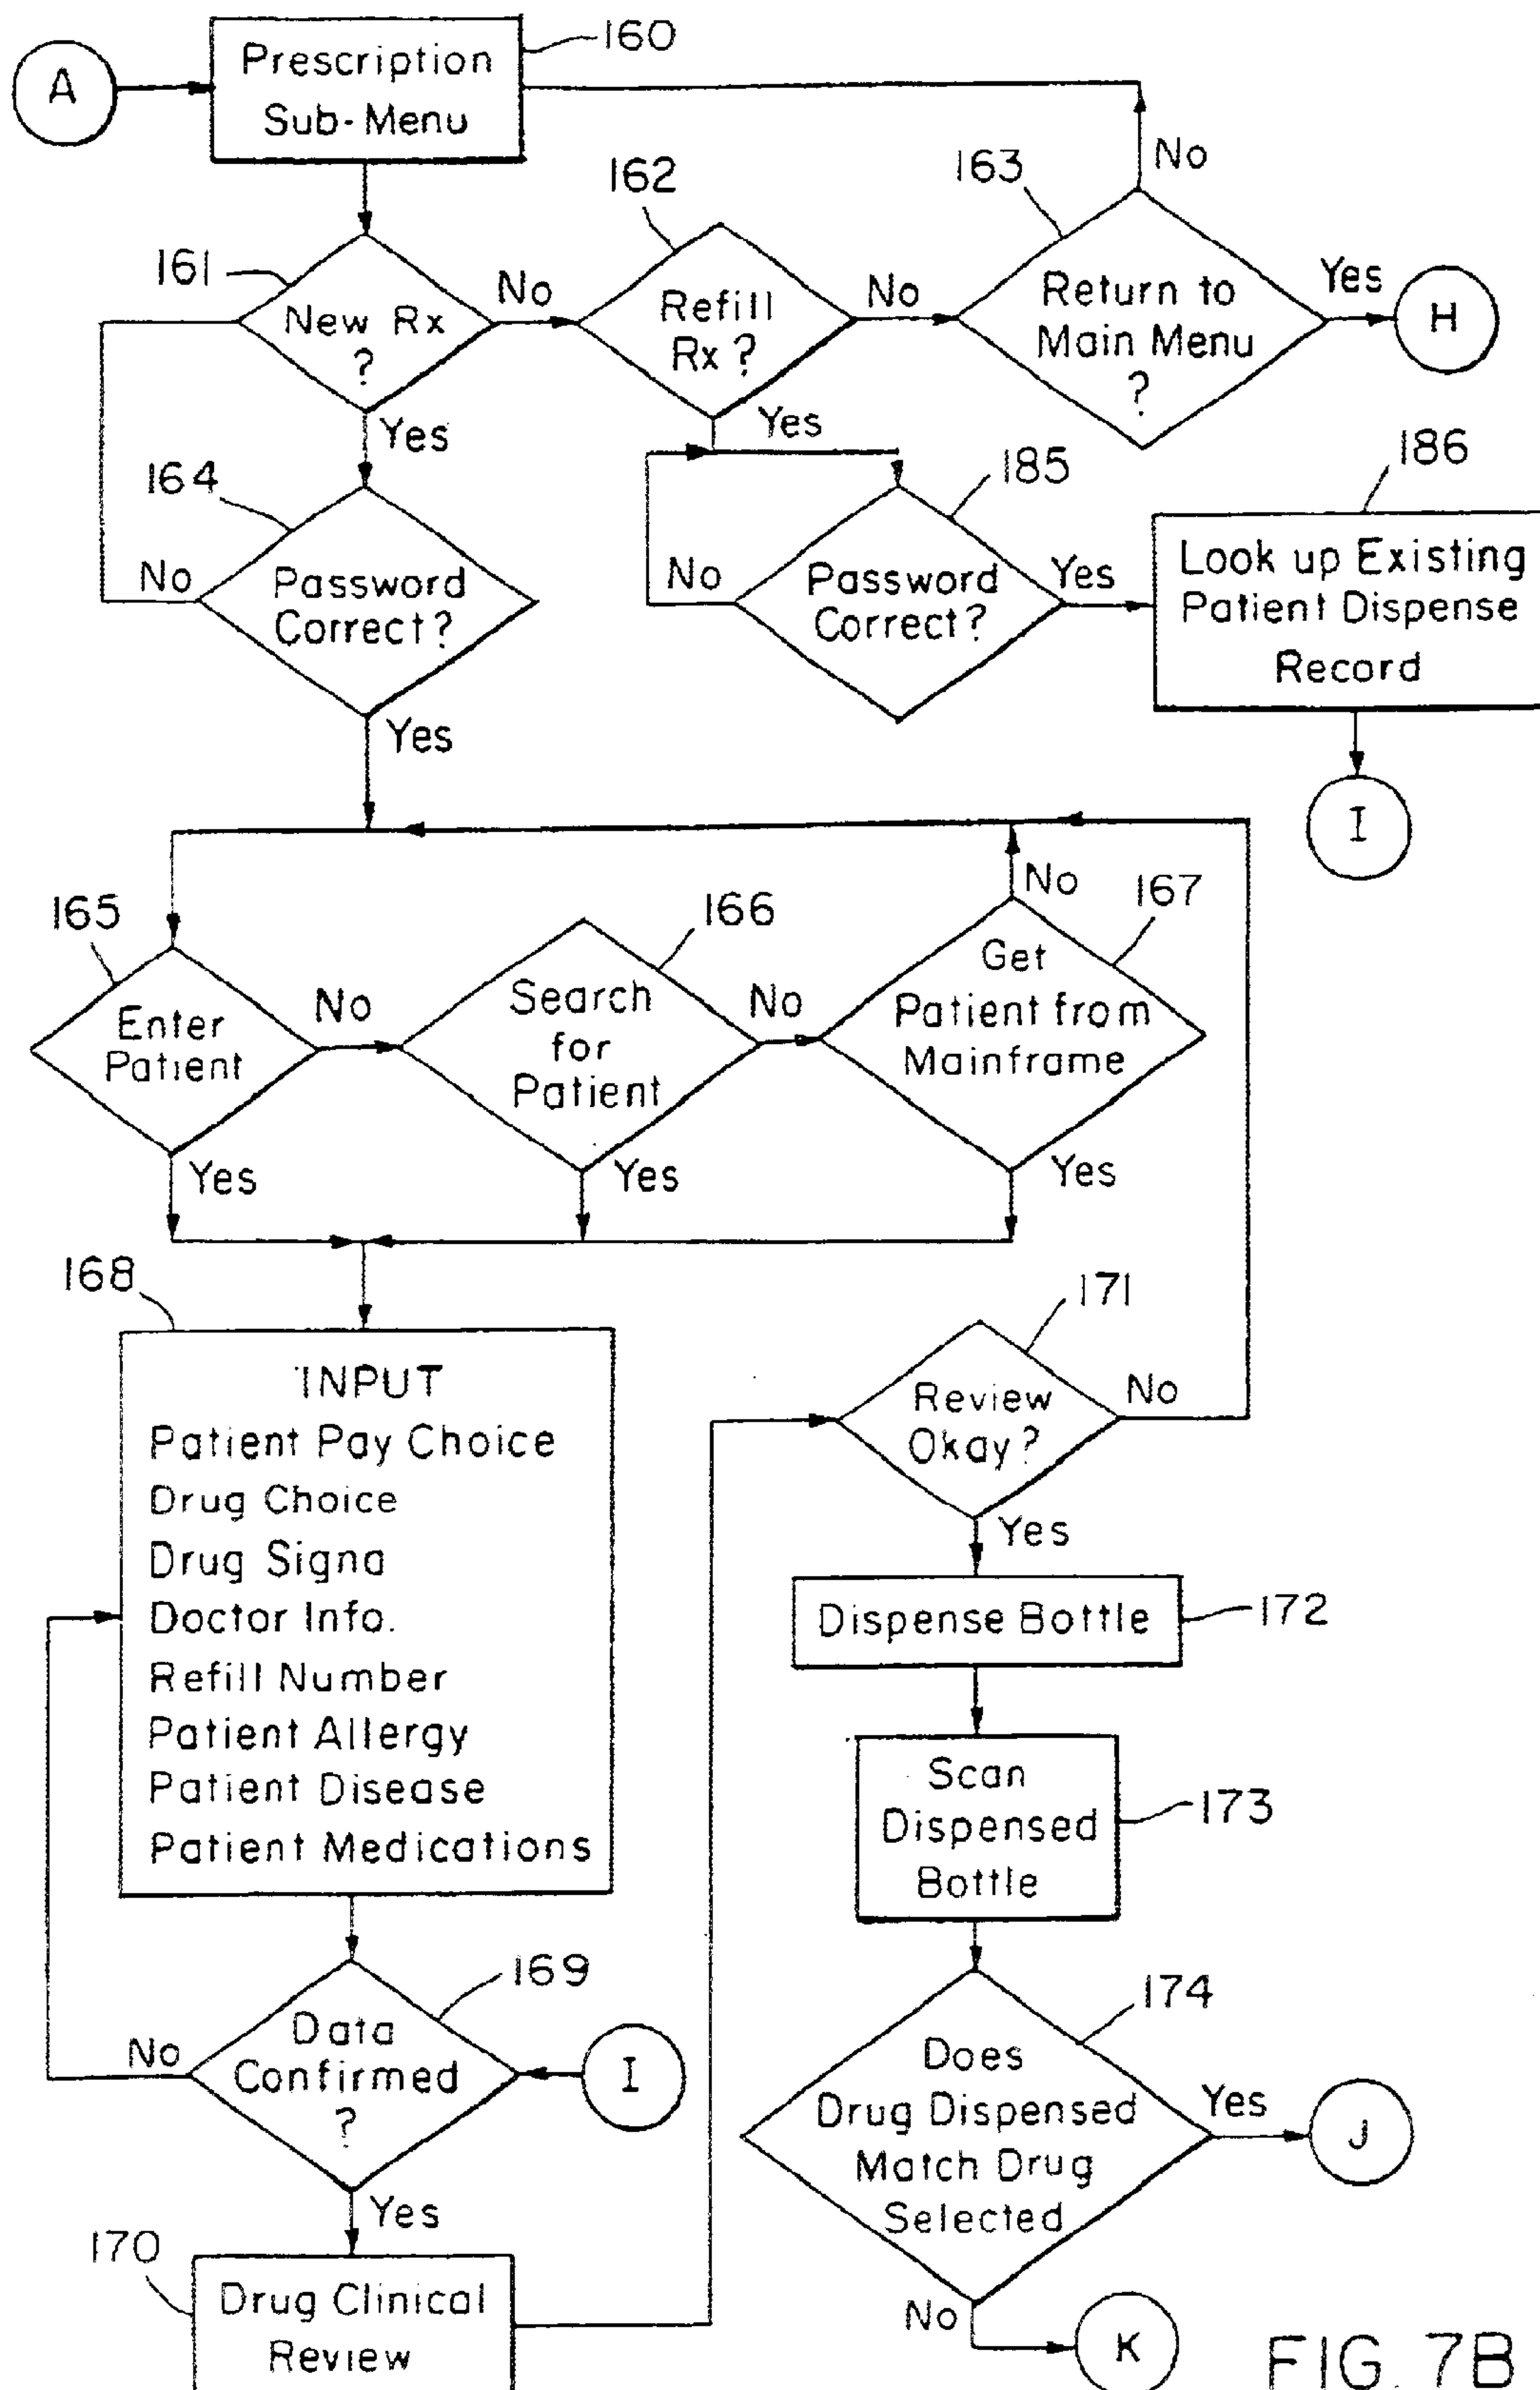 160
A
Prescription
Sub-Menu
No
162
163
161
New Rx
?
No
Refill
Rx?
No
Return to
Main Menu
?
Yes
H
Yes
Yes
164
185
186
No
Password
Correct?
No
Password
Correct?
Yes
Look up Existing
Patient Dispense
Record
Yes
I
No
165
166
167
Enter
Patient
No
Search
for
Patient
No
Get
Patient from
Mainframe
Yes
Yes
Yes
168
171
INPUT
Patient Pay Choice
Drug Choice
Drug Signa
Doctor Info.
Refill Number
Patient Allergy
Patient Disease
Patient Medications
Review
Okay?
No
Yes
Dispense Bottle
172
Scan
Dispensed
Bottle
173
169
No
Data
Confirmed
?
I
174
Does
Drug Dispensed
Match Drug
Selected
Yes
J
Yes
170
Drug Clinical
Review
No
K
FIG. 7B